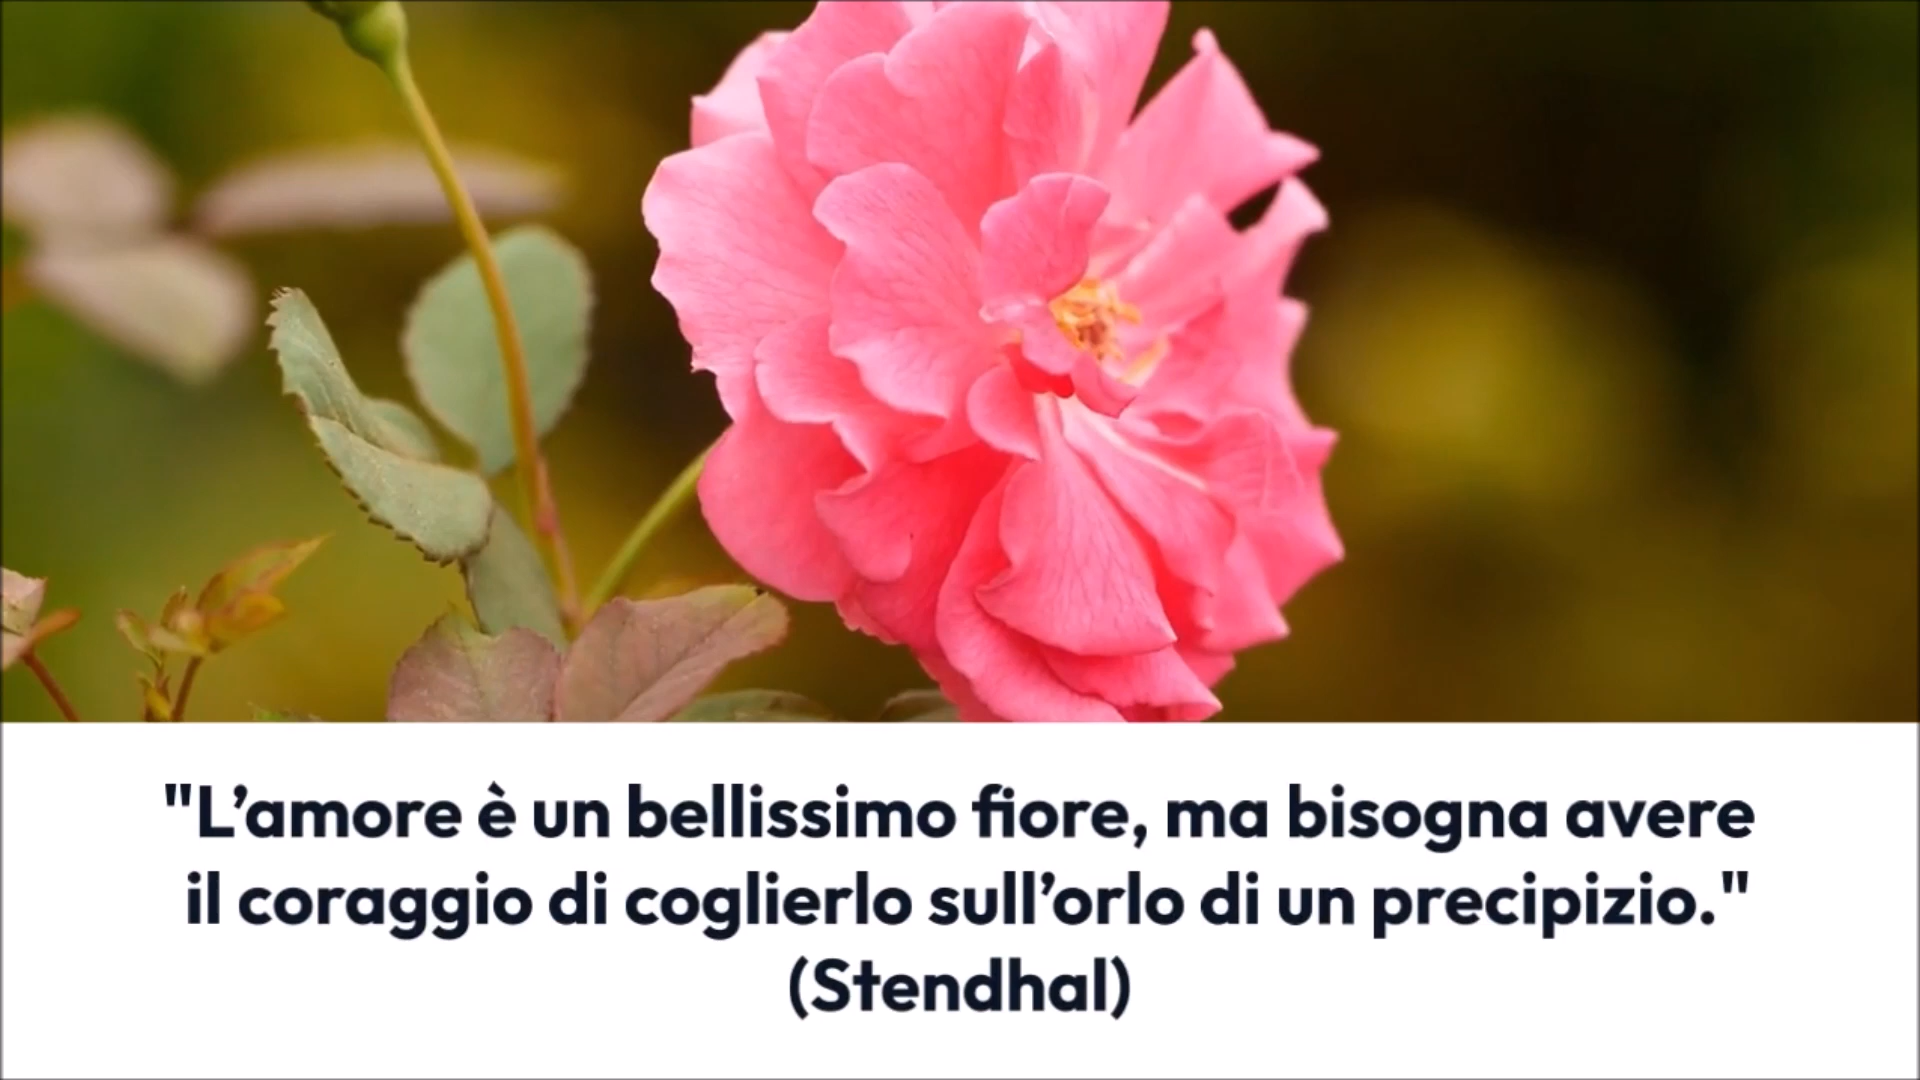 "L’amore è un bellissimo fiore, ma bisogna avere
il coraggio di coglierlo sull’orlo di un precipizio."
(Stendhal)